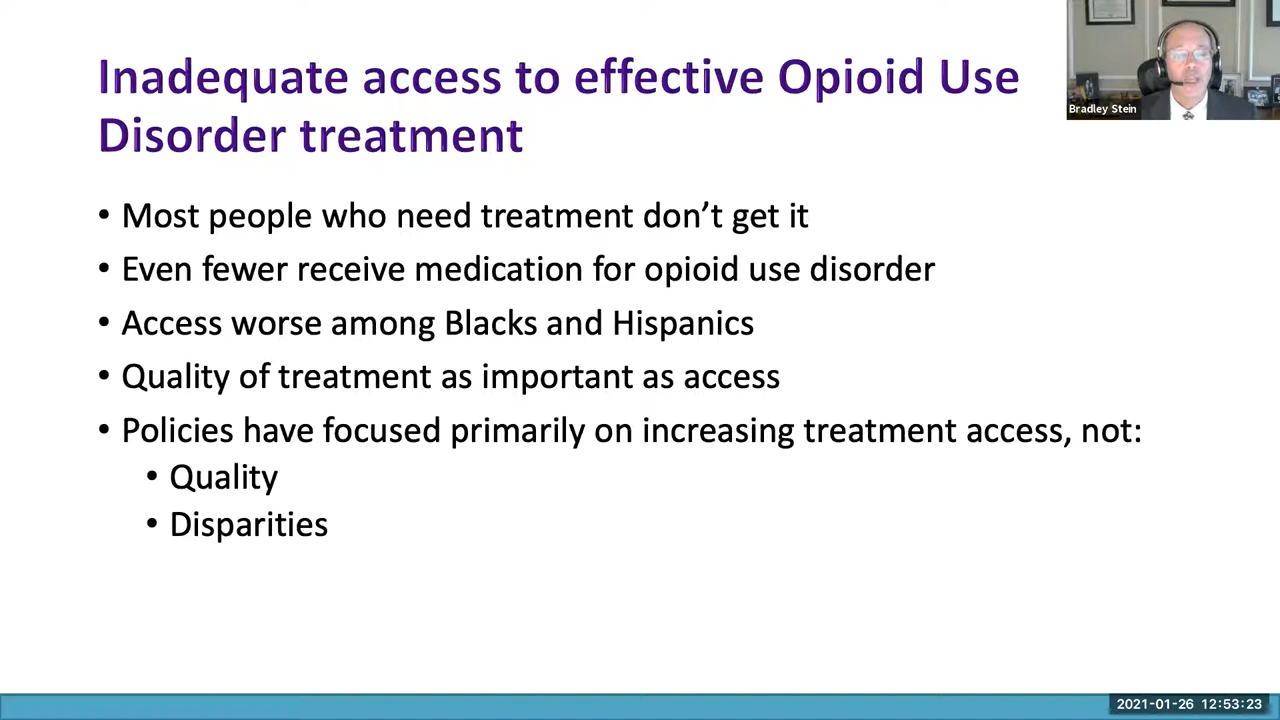 Inadequate access to effective Opioid Use
Disorder treatment
Bradley Stein
• Most people who need treatment don’t get it
• Even fewer receive medication for opioid use disorder
• Access worse among Blacks and Hispanics
• Quality of treatment as important as access
• Policies have focused primarily on increasing treatment access, not:
• Quality
• Disparities
2021-01-26 12:53:23